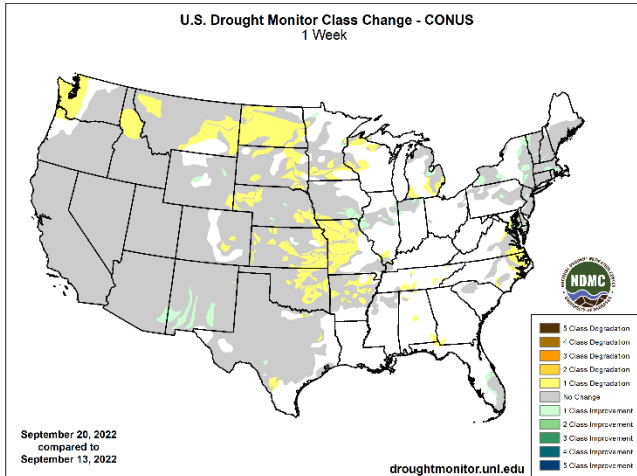 U.S. Drought Monitor Class Change - CONUS
1 Week
NDMC
5 Class Degradation
4 Class Degradation
3 Class Degradation
2 Class Degradation
1 Class Degradation
No Change
1 Class Improvement
2 Class Improvement
3 Class Improvement
4 Class Improvement
5 Class Improvement
September 20, 2022
compared to
September 13, 2022
droughtmonitor.unl.edu